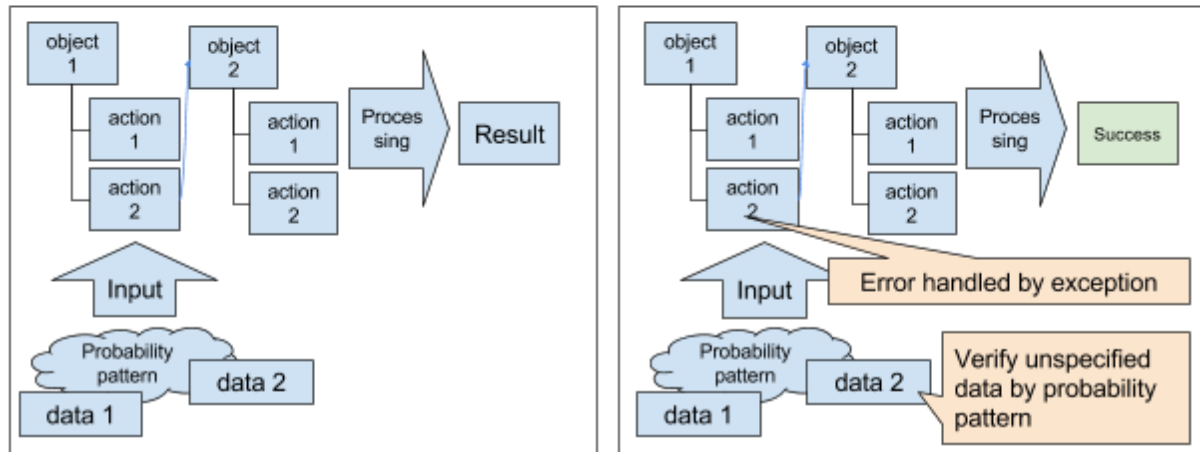 object
1
object
2
action
1
action
2
action
1
action
2
Proces
sing
Result
Input
Probability
pattern
data 1
data 2
object
1
object
2
action
1
action
2
action
1
action
2
Proces
sing
Success
Error handled by exception
Input
Probability
pattern
data 1
data 2
Verify unspecified
data by probability
pattern